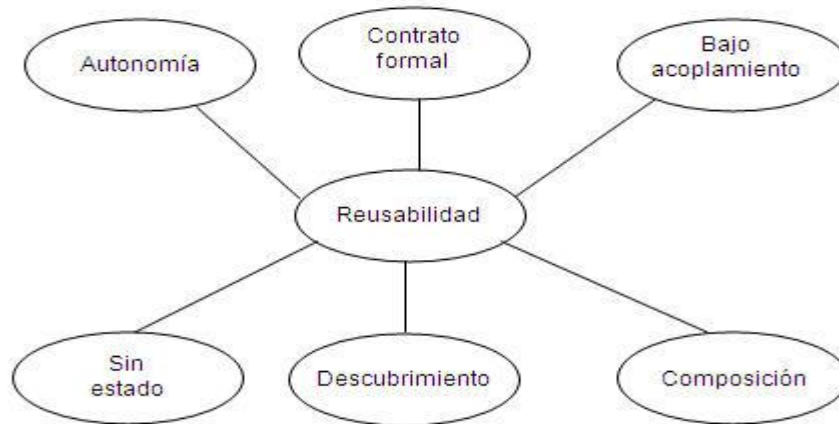 Autonomía
Contrato
formal
Bajo
acoplamiento
Reusabilidad
Sin
estado
Descubrimiento
Composición